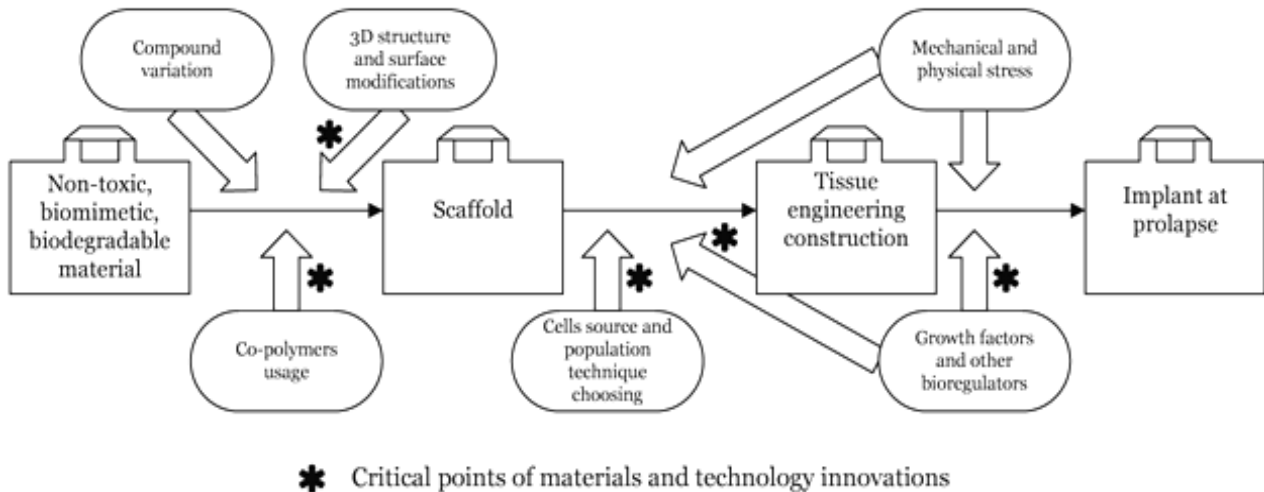 Compound
variation
3D structure
and surface
modifications
Mechanical and
physical stress
Non-toxic,
biomimetic,
biodegradable
material
Scaffold
Tissue
engineering
construction
Implant at
prolapse
Co-polymers
usage
Cells source and
population
technique
choosing
Growth factors
and other
bioregulators
✱ Critical points of materials and technology innovations